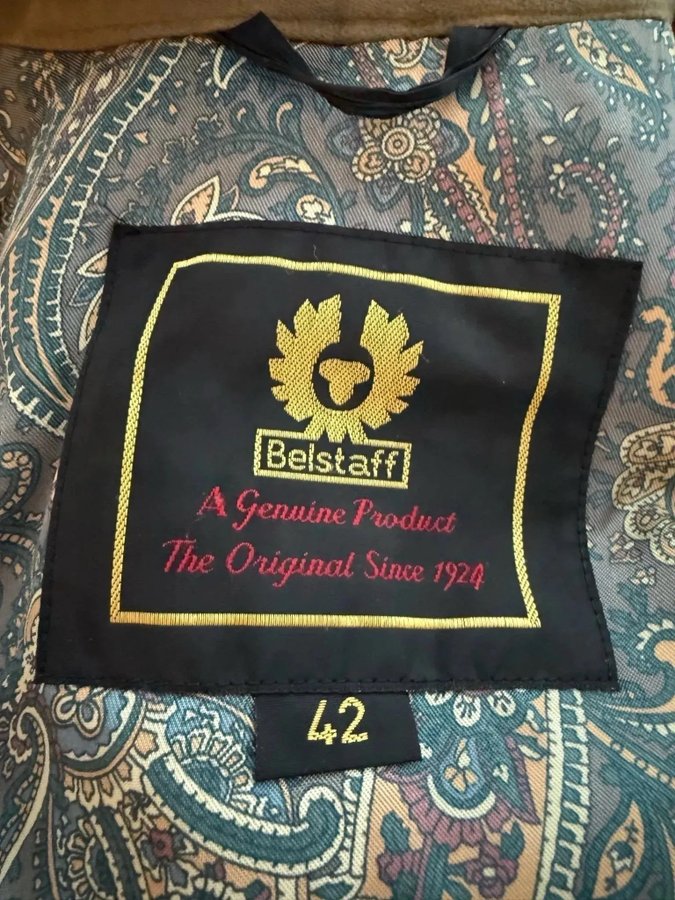 Belstaff
A Genuine Product
The Original Since 1924
42